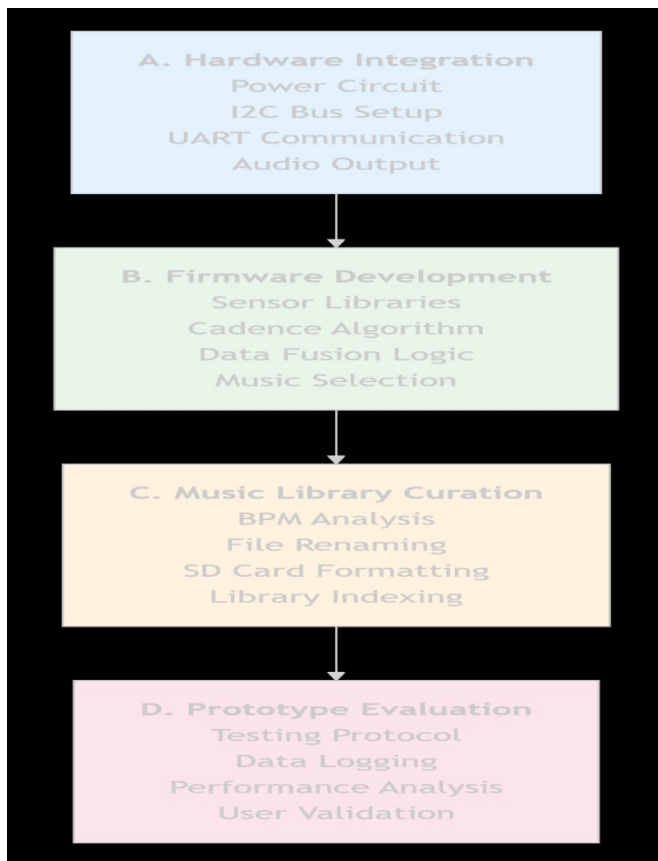 A. Hardware Integration
Power Circuit
I2C Bus Setup
UART Communication
Audio Output
B. Firmware Development
Sensor Libraries
Cadence Algorithm
Data Fusion Logic
Music Selection
C. Music Library Curation
BPM Analysis
File Renaming
SD Card Formatting
Library Indexing
D. Prototype Evaluation
Testing Protocol
Data Logging
Performance Analysis
User Validation